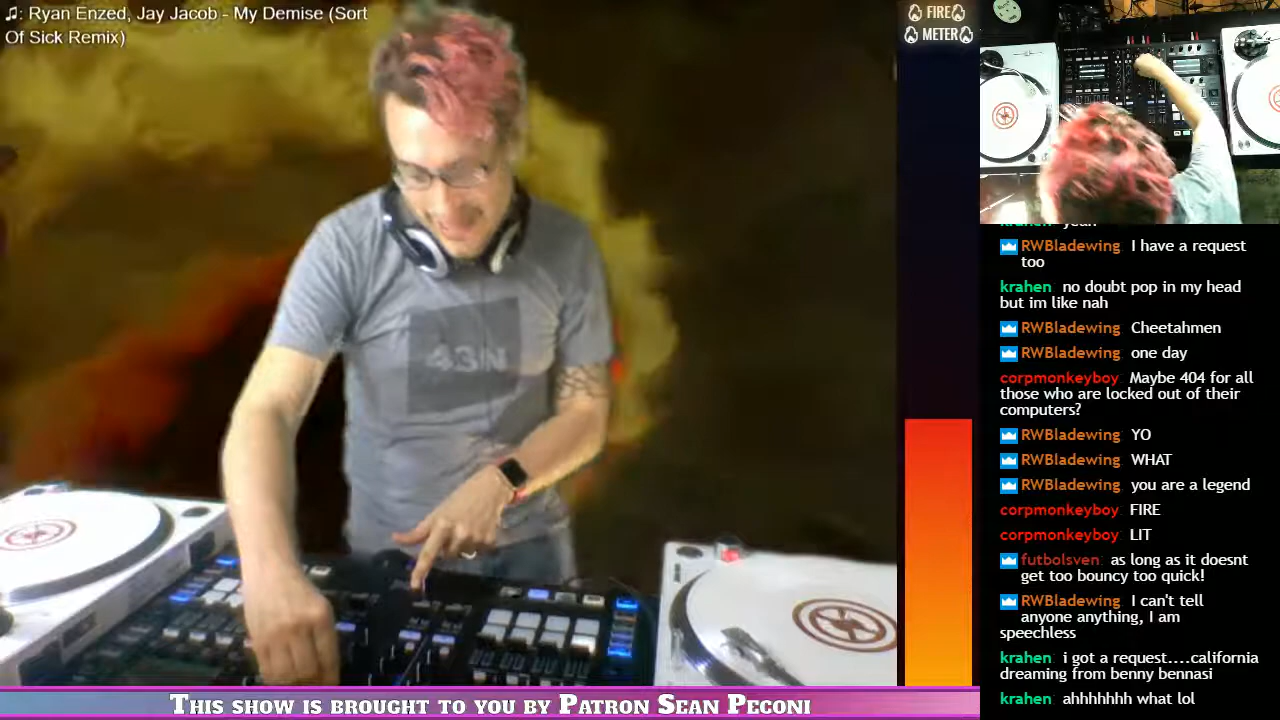 ♫: Ryan Enzed, Jay Jacob - My Demise (Sort
Of Sick Remix)
FIRE
METER
43N
krahen yeah
RWBladewing I have a request
too
krahen no doubt pop in my head
but im like nah
RWBladewing Cheetahmen
RWBladewing one day
corpmonkeyboy Maybe 404 for all
those who are locked out of their
computers?
RWBladewing YO
RWBladewing WHAT
RWBladewing you are a legend
corpmonkeyboy FIRE
corpmonkeyboy LIT
futbolsven: as long as it doesnt
get too bouncy too quick!
RWBladewing I can't tell
anyone anything, I am
speechless
krahen i got a request....california
dreaming from benny bennasi
krahen ahhhhhhh what lol
THIS SHOW IS BROUGHT TO YOU BY PATRON SEAN PECONI